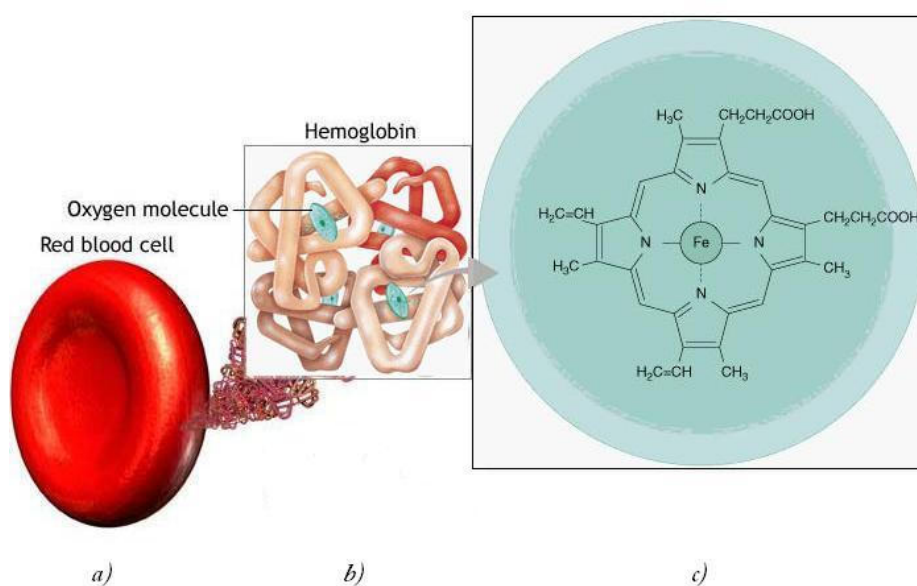 Hemoglobin
Oxygen molecule
Red blood cell
H₃C
CH₂CH₂COOH
H₂C=CH
CH₂CH₂COOH
N
N
Fe
N
H₃C
CH₃
N
H₂C=CH
CH₃
a)
b)
c)